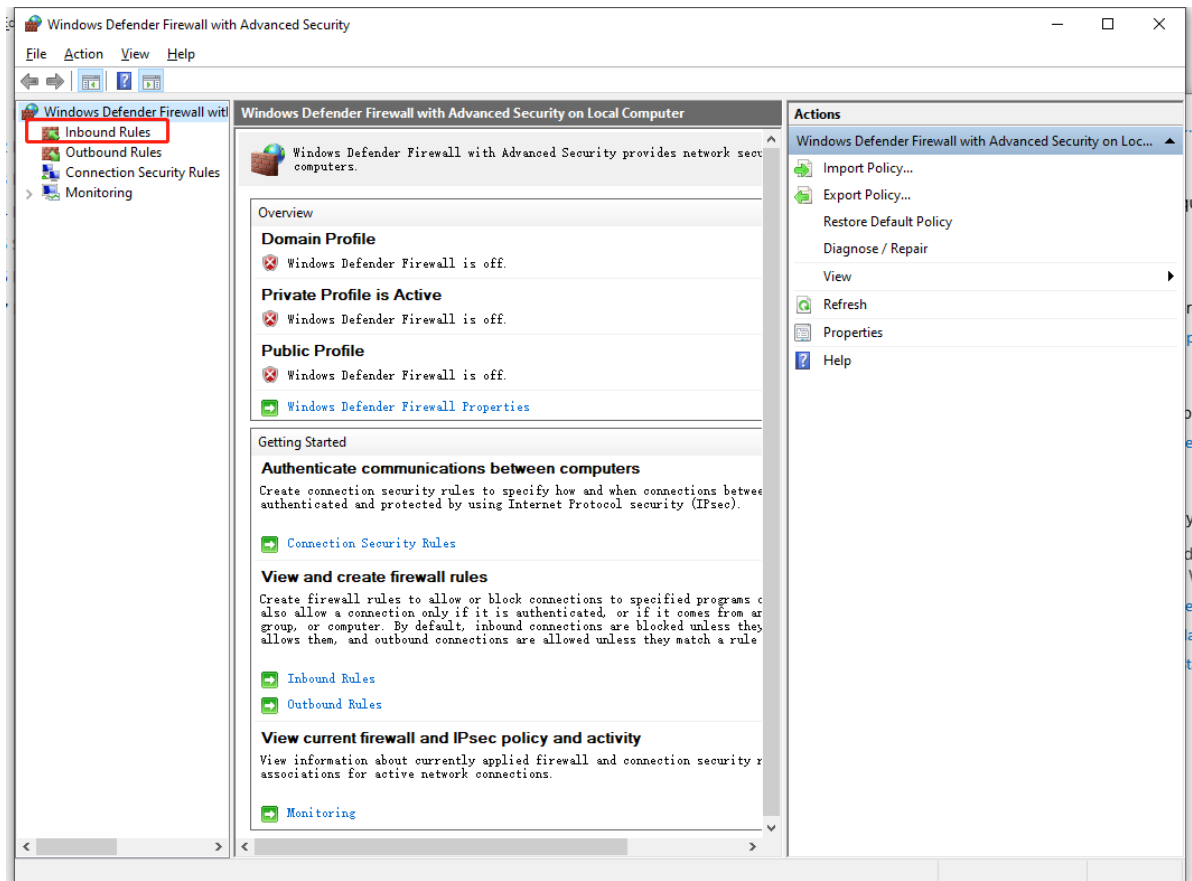 Windows Defender Firewall with Advanced Security
File Action View Help
Windows Defender Firewall with
Inbound Rules
Outbound Rules
Connection Security Rules
Monitoring
Windows Defender Firewall with Advanced Security on Local Computer
Windows Defender Firewall with Advanced Security provides network secu
computers.
Overview
Domain Profile
Windows Defender Firewall is off.
Private Profile is Active
Windows Defender Firewall is off.
Public Profile
Windows Defender Firewall is off.
Windows Defender Firewall Properties
Getting Started
Authenticate communications between computers
Create connection security rules to specify how and when connections betwee
authenticated and protected by using Internet Protocol security (IPsec).
Connection Security Rules
View and create firewall rules
Create firewall rules to allow or block connections to specified programs o
also allow a connection only if it is authenticated, or if it comes from an
group, or computer. By default, inbound connections are blocked unless they
allows them, and outbound connections are allowed unless they match a rule
Inbound Rules
Outbound Rules
View current firewall and IPsec policy and activity
View information about currently applied firewall and connection security r
associations for active network connections.
Monitoring
Actions
Windows Defender Firewall with Advanced Security on Loc...
Import Policy...
Export Policy...
Restore Default Policy
Diagnose / Repair
View
Refresh
Properties
Help